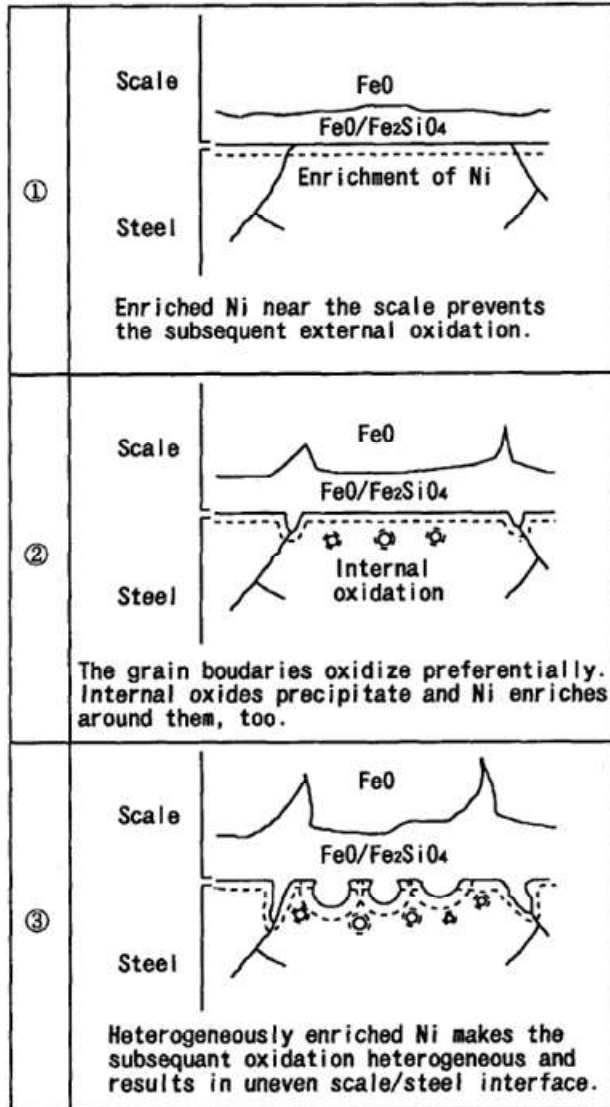 ①
Scale
FeO
FeO/Fe₂SiO₄
Enrichment of Ni
Steel
Enriched Ni near the scale prevents
the subsequent external oxidation.
②
Scale
FeO
FeO/Fe₂SiO₄
Internal
oxidation
Steel
The grain boudaries oxidize preferentially.
Internal oxides precipitate and Ni enriches
around them, too.
③
Scale
FeO
FeO/Fe₂SiO₄
Steel
Heterogeneously enriched Ni makes the
subsequant oxidation heterogeneous and
results in uneven scale/steel interface.